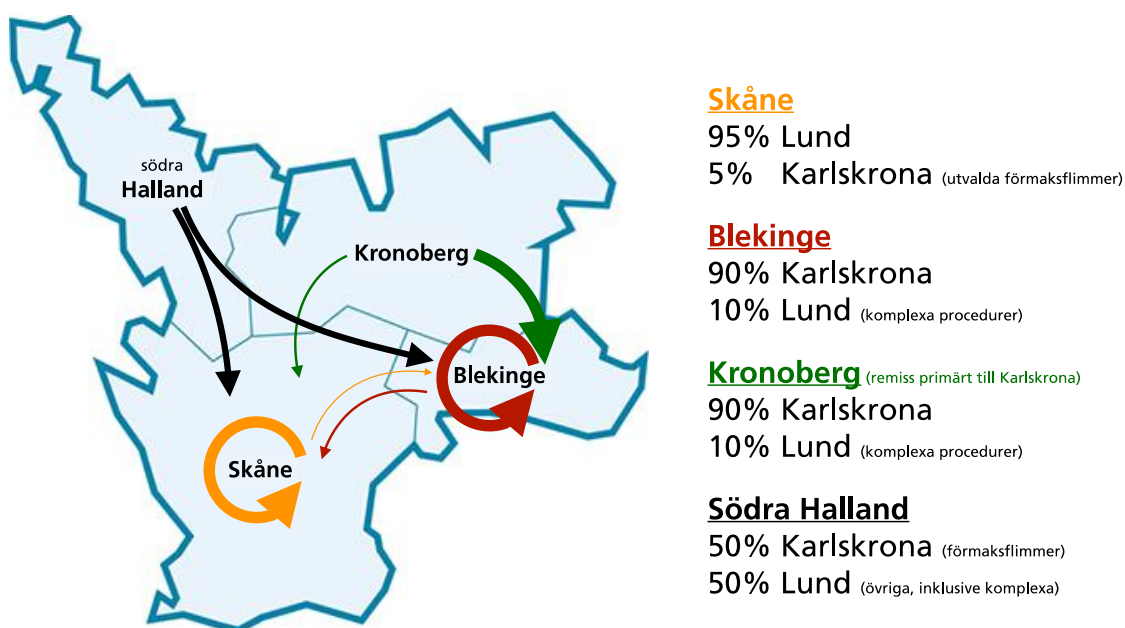 södra
Halland
Kronoberg
Blekinge
Skåne
Skåne
95% Lund
5% Karlskrona (utvalda förmaksflimmer)
Blekinge
90% Karlskrona
10% Lund (komplexa procedurer)
Kronoberg (remiss primärt till Karlskrona)
90% Karlskrona
10% Lund (komplexa procedurer)
Södra Halland
50% Karlskrona (förmaksflimmer)
50% Lund (övriga, inklusive komplexa)